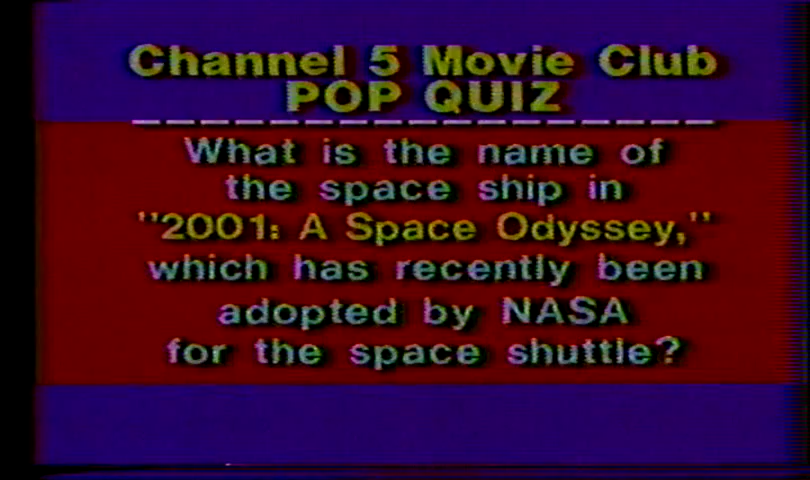 Channel 5 Movie Club
POP QUIZ
What is the name of
the space ship in
"2001: A Space Odyssey,"
which has recently been
adopted by NASA
for the space shuttle?